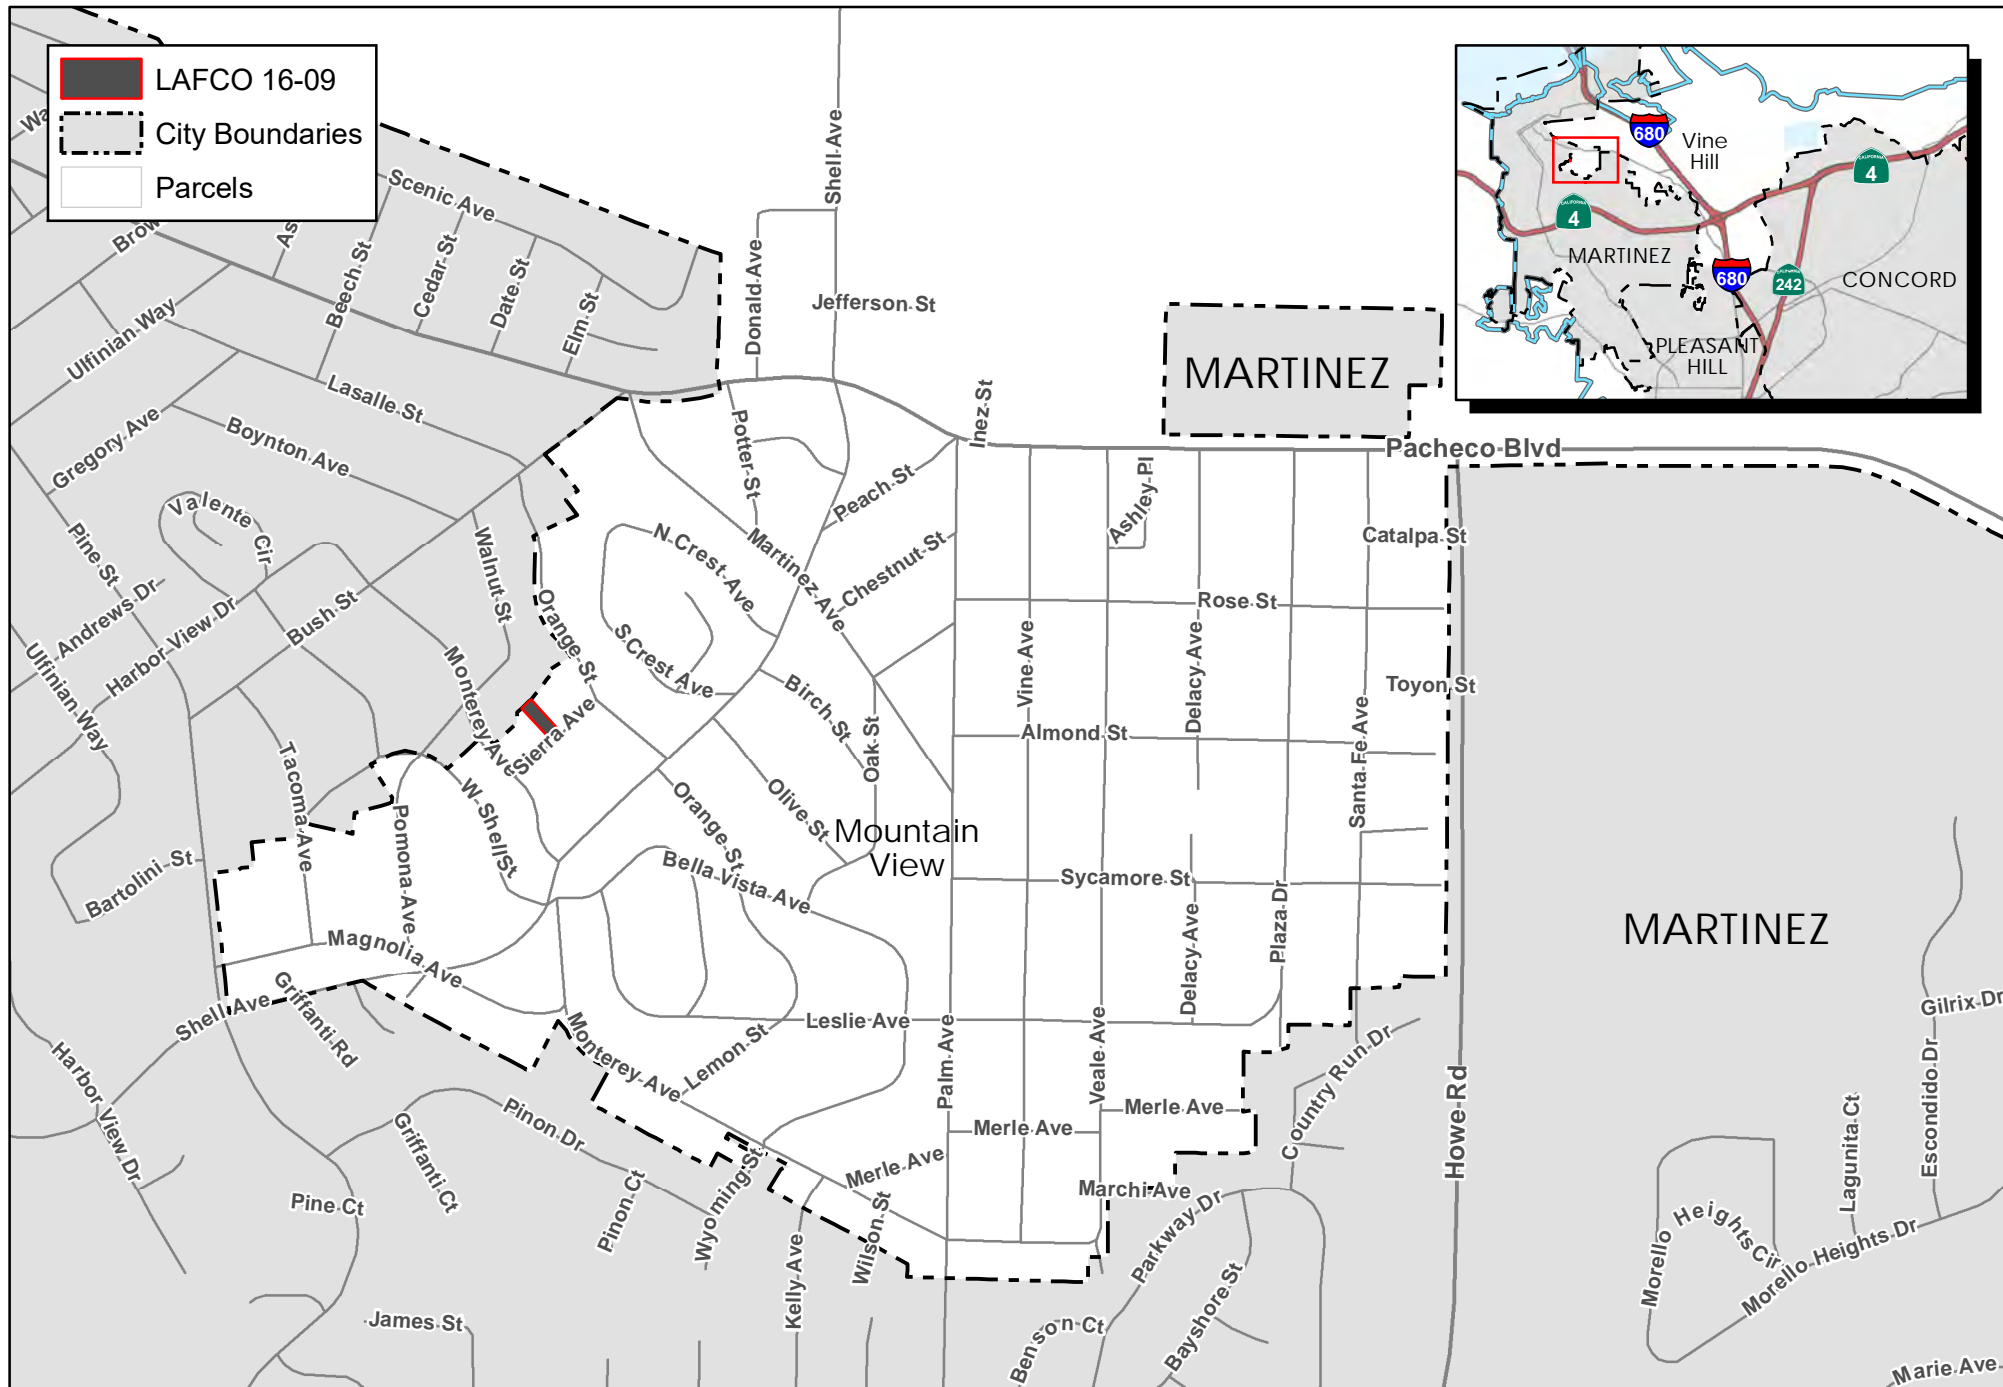 LAFCO 16-09
City Boundaries
Parcels
680
Vine
Hill
CALIFORNIA
4
CALIFORNIA
4
MARTINEZ
680
CALIFORNIA
242
CONCORD
PLEASANT
HILL
Scenic Ave
Beech St
Cedar St
Date St
Elm St
Donald Ave
Shell Ave
Jefferson St
MARTINEZ
Ulfinian Way
Lasalle St
Gregory Ave
Boynton Ave
Potter St
Inez St
Pacheco Blvd
Peach St
Ashley Pl
Valente Cir
Pine St
Walnut St
N Crest Ave
Martinez Ave
Chestnut St
Catalpa St
Andrews Dr
Harbor View Dr
Bush St
Orange St
Rose St
Ulfinian Way
Monterey Ave
S Crest Ave
Birch St
Vine Ave
Delacy Ave
Toyon St
Sierra Ave
Oak St
Almond St
Santa Fe Ave
Tacoma Ave
Pomona Ave
W Shell St
Orange St
Olive St
Mountain
View
Bartolini St
Bella Vista Ave
Sycamore St
Plaza Dr
MARTINEZ
Magnolia Ave
Delacy Ave
Shell Ave
Griffanti Rd
Leslie Ave
Gilrix Dr
Harbor View Dr
Monterey Ave
Lemon St
Palm Ave
Veale Ave
Country Run Dr
Howe Rd
Escondido Dr
Griffanti Ct
Pinon Dr
Merle Ave
Merle Ave
Lagunita Ct
Pine Ct
Pinon Ct
Wyoming St
Merle Ave
Wilson St
Marchi Ave
Parkway Dr
Morello Heights Cir
Morello Heights Dr
Kelly Ave
James St
Benson Ct
Bayshore St
Marie Ave